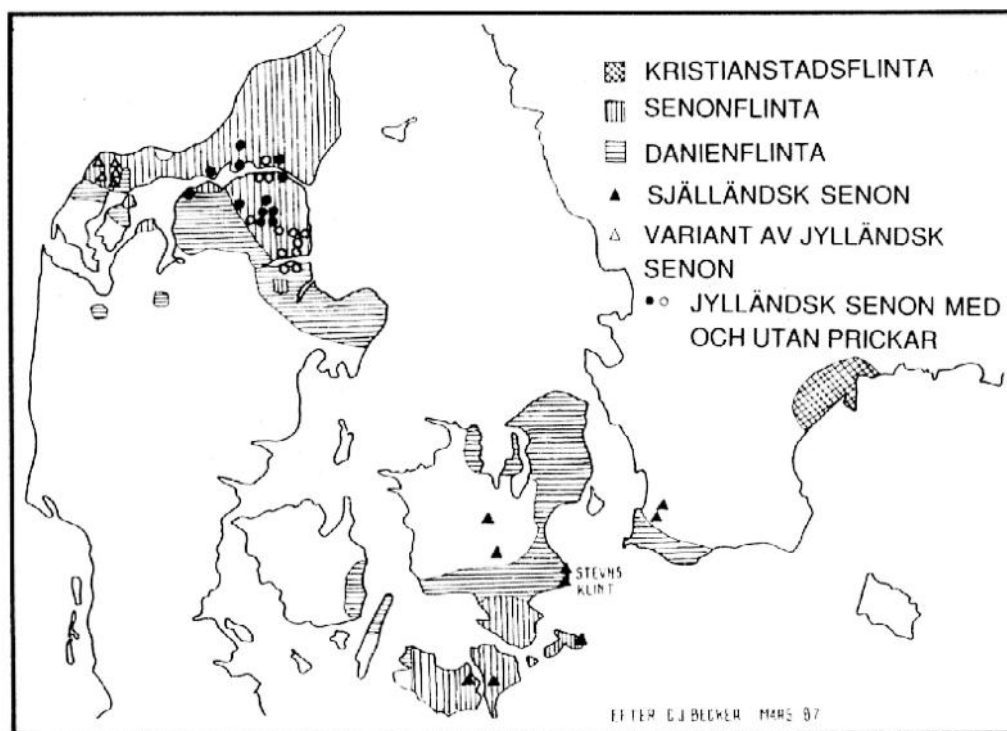 KRISTIANSTADSFLINTA
SENONFLINTA
DANIENFLINTA
SJÄLLÄNDSK SENON
VARIANT AV JYLLÄNDSK
SENON
JYLLÄNDSK SENON MED
OCH UTAN PRICKAR
STEVNS
KLINT
EFTER CJ BECKER MARS 87